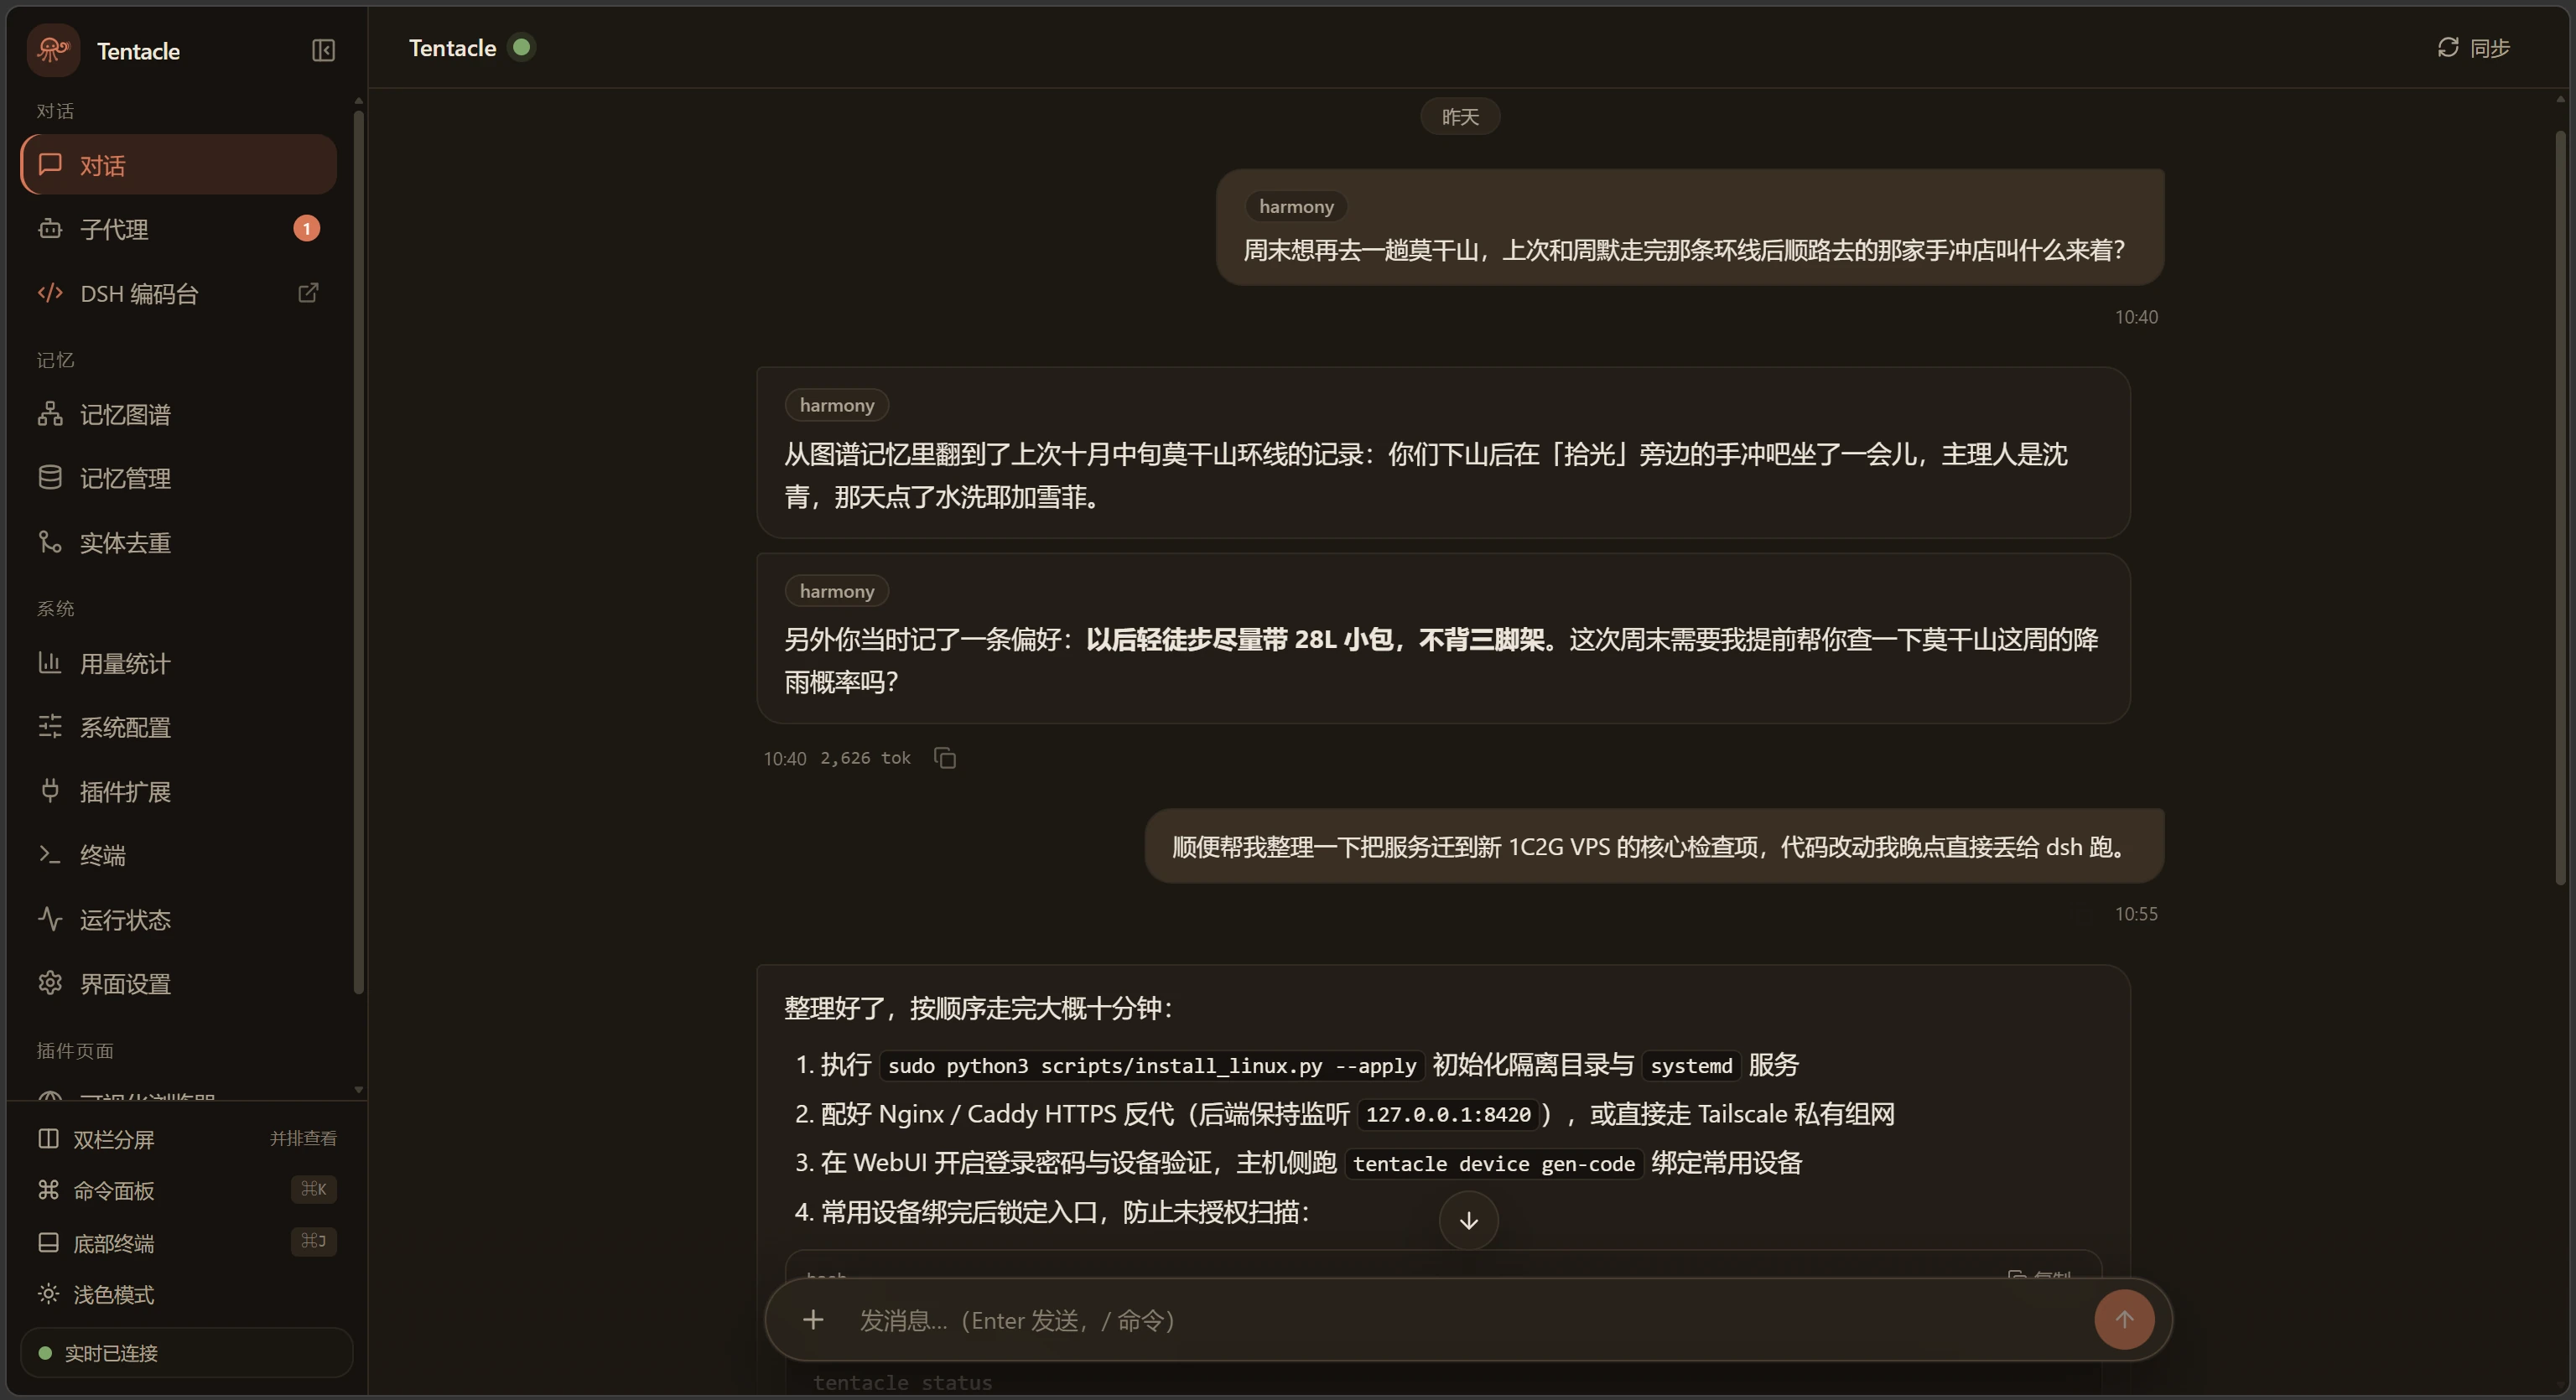 Tentacle
对话
对话
子代理
1
DSH 编码台
记忆
记忆图谱
记忆管理
实体去重
系统
用量统计
系统配置
插件扩展
终端
运行状态
界面设置
插件页面
可视化浏览器
双栏分屏
并排查看
命令面板
⌘K
底部终端
⌘J
浅色模式
实时已连接
Tentacle
同步
昨天
harmony
周末想再去一趟莫干山，上次和周默走完那条环线后顺路去的那家手冲店叫什么来着？
10:40
harmony
从图谱记忆里翻到了上次十月中旬莫干山环线的记录：你们下山后在「拾光」旁边的手冲吧坐了一会儿，主理人是沈
青，那天点了水洗耶加雪菲。
harmony
另外你当时记了一条偏好：以后轻徒步尽量带 28L 小包，不背三脚架。这次周末需要我提前帮你查一下莫干山这周的降
雨概率吗？
10:40 2,626 tok
顺便帮我整理一下把服务迁到新 1C2G VPS 的核心检查项，代码改动我晚点直接丢给 dsh 跑。
10:55
整理好了，按顺序走完大概十分钟：
1. 执行 sudo python3 scripts/install_linux.py --apply 初始化隔离目录与 systemd 服务
2. 配好 Nginx / Caddy HTTPS 反代（后端保持监听 127.0.0.1:8420），或直接走 Tailscale 私有组网
3. 在 WebUI 开启登录密码与设备验证，主机侧跑 tentacle device gen-code 绑定常用设备
4. 常用设备绑完后锁定入口，防止未授权扫描：
bash
复制
发消息...（Enter 发送，/ 命令）
tentacle status